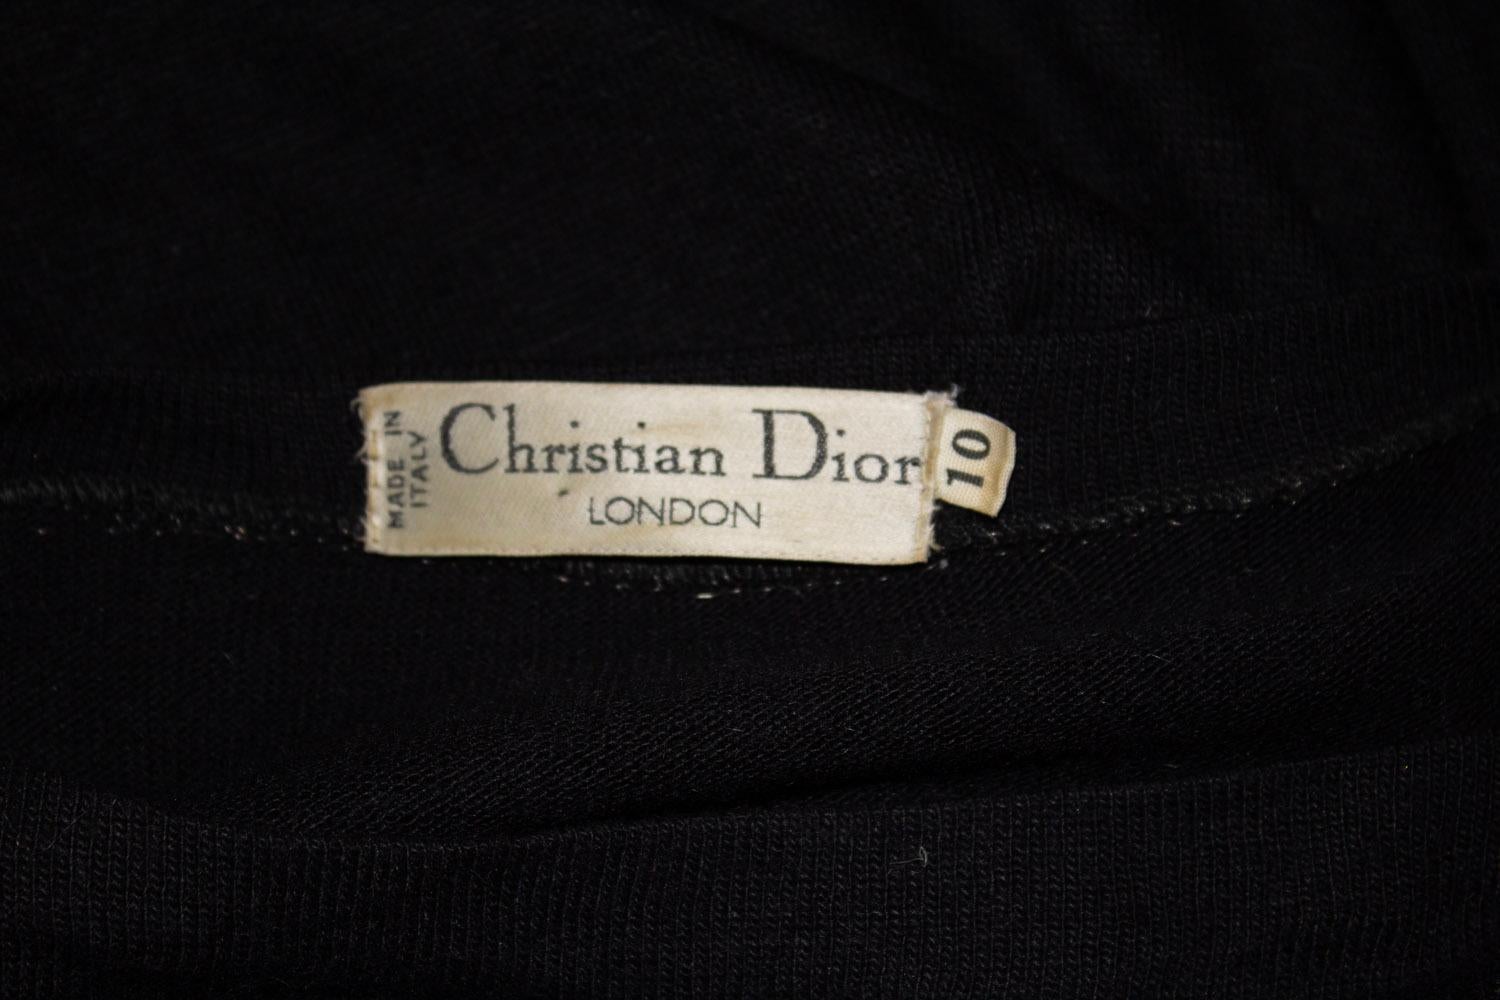 MADE IN
ITALY
Christian Dior
LONDON
10